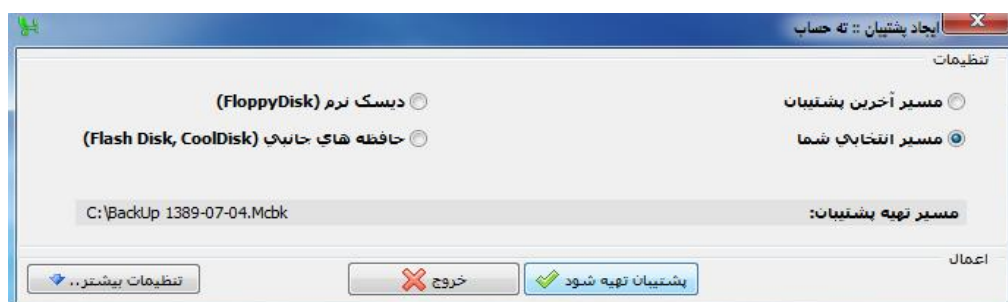 ایجاد پشتیبان :: ته حساب
تنظیمات
مسیر آخرین پشتیبان
دیسک نرم (FloppyDisk)
مسیر انتخابی شما
حافظه های جانبی (Flash Disk, CoolDisk)
مسیر تهیه پشتیبان: C:\BackUp 1389-07-04.Mcbk
اعمال
پشتیبان تهیه شود
خروج
تنظیمات بیشتر..